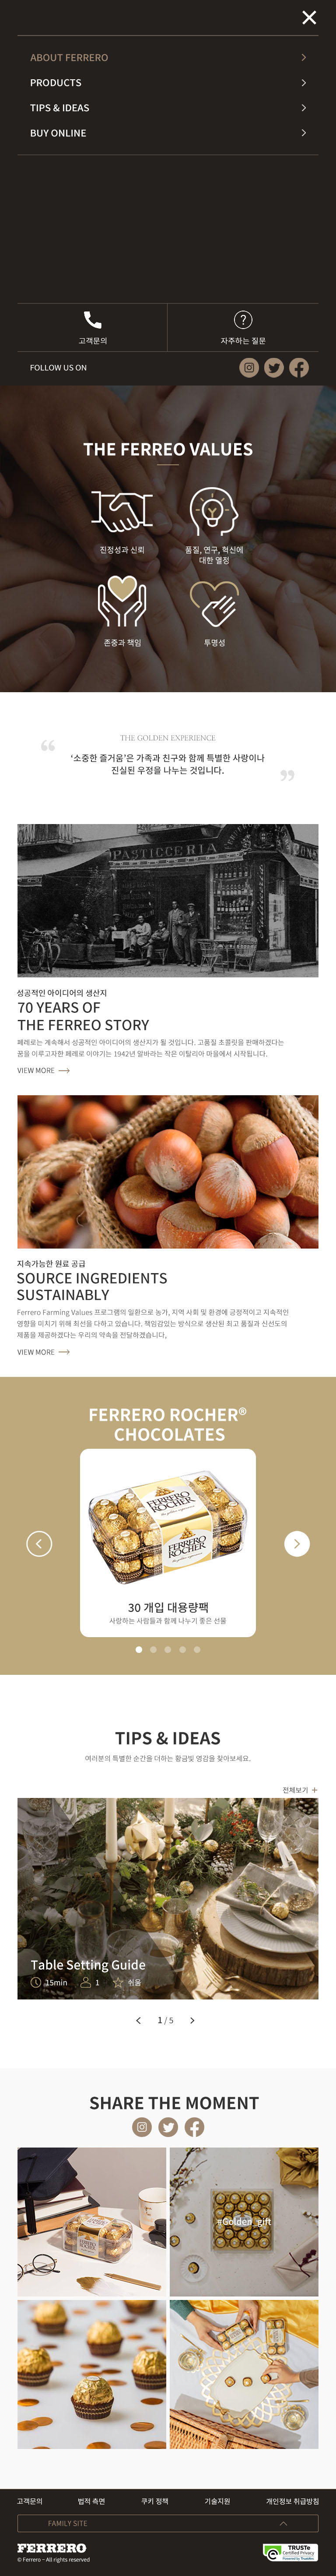 ABOUT FERRERO
PRODUCTS
TIPS & IDEAS
BUY ONLINE
고객문의
자주하는 질문
FOLLOW US ON
THE FERREO VALUES
진정성과 신뢰
품질, 연구, 혁신에
대한 열정
존중과 책임
투명성
THE GOLDEN EXPERIENCE
‘소중한 즐거움’은 가족과 친구와 함께 특별한 사랑이나
진실된 우정을 나누는 것입니다.
PASTICCERIA
성공적인 아이디어의 생산지
70 YEARS OF
THE FERREO STORY
페레로는 계속해서 성공적인 아이디어의 생산지가 될 것입니다. 고품질 초콜릿을 판매하겠다는
꿈을 이루고자한 페레로 이야기는 1942년 알바라는 작은 이탈리아 마을에서 시작됩니다.
VIEW MORE
지속가능한 원료 공급
SOURCE INGREDIENTS
SUSTAINABLY
Ferrero Farming Values 프로그램의 일환으로 농가, 지역 사회 및 환경에 긍정적이고 지속적인
영향을 미치기 위해 최선을 다하고 있습니다. 책임감있는 방식으로 생산된 최고 품질과 신선도의
제품을 제공하겠다는 우리의 약속을 전달하겠습니다,
VIEW MORE
FERRERO ROCHER®
CHOCOLATES
FERRERO
ROCHER
FERRERO
ROCHER
30 개입 대용량팩
사랑하는 사람들과 함께 나누기 좋은 선물
TIPS & IDEAS
여러분의 특별한 순간을 더하는 황금빛 영감을 찾아보세요.
전체보기 +
Table Setting Guide
15min 1 쉬움
1 / 5
SHARE THE MOMENT
#Golden_gift
고객문의 법적 측면 쿠키 정책 기술지원 개인정보 취급방침
FAMILY SITE
FERRERO
© Ferrero – All rights reserved
TRUSTe
Certified Privacy
Powered by TrustArc